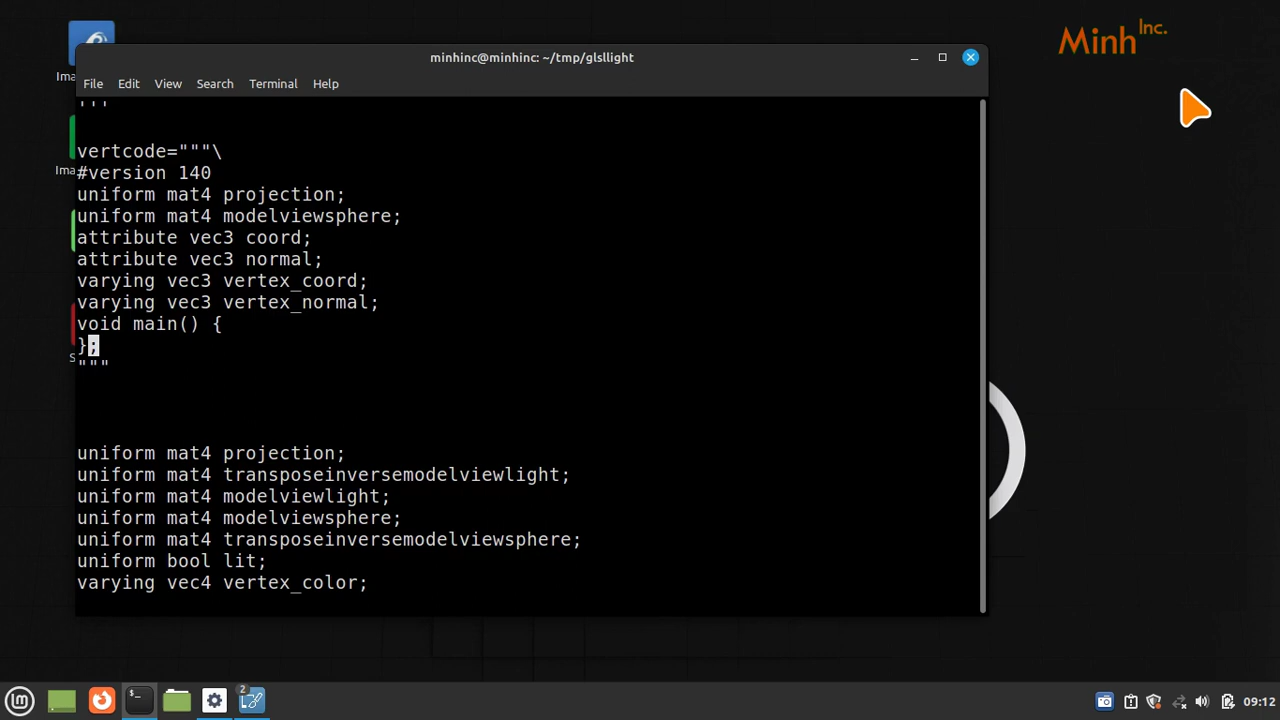 Minh Inc.
Ima
minhinc@minhinc: ~/tmp/glsllight
File Edit View Search Terminal Help
'''
vertcode="""\
#version 140
uniform mat4 projection;
uniform mat4 modelviewsphere;
attribute vec3 coord;
attribute vec3 normal;
varying vec3 vertex_coord;
varying vec3 vertex_normal;
void main() {
};
"""
uniform mat4 projection;
uniform mat4 transposeinversemodelviewlight;
uniform mat4 modelviewlight;
uniform mat4 modelviewsphere;
uniform mat4 transposeinversemodelviewsphere;
uniform bool lit;
varying vec4 vertex_color;
Ima
S
2
09:12